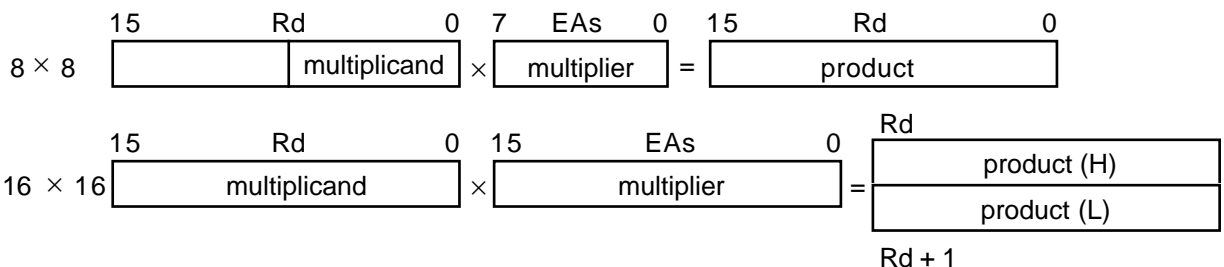 15 Rd 0 7 EAs 0 15 Rd 0
8 × 8 multiplicand × multiplier = product
15 Rd 0 15 EAs 0 Rd
16 × 16 multiplicand × multiplier = product (H)
product (L)
Rd + 1